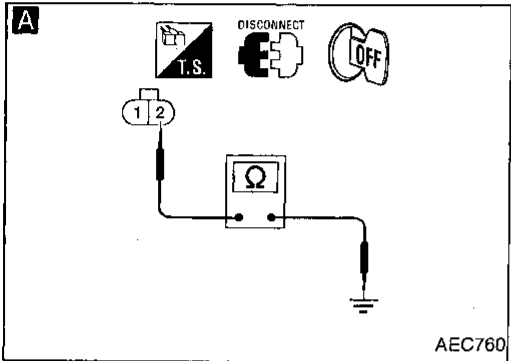 A
DISCONNECT
T.S.
OFF
1 2
Ω
AEC760